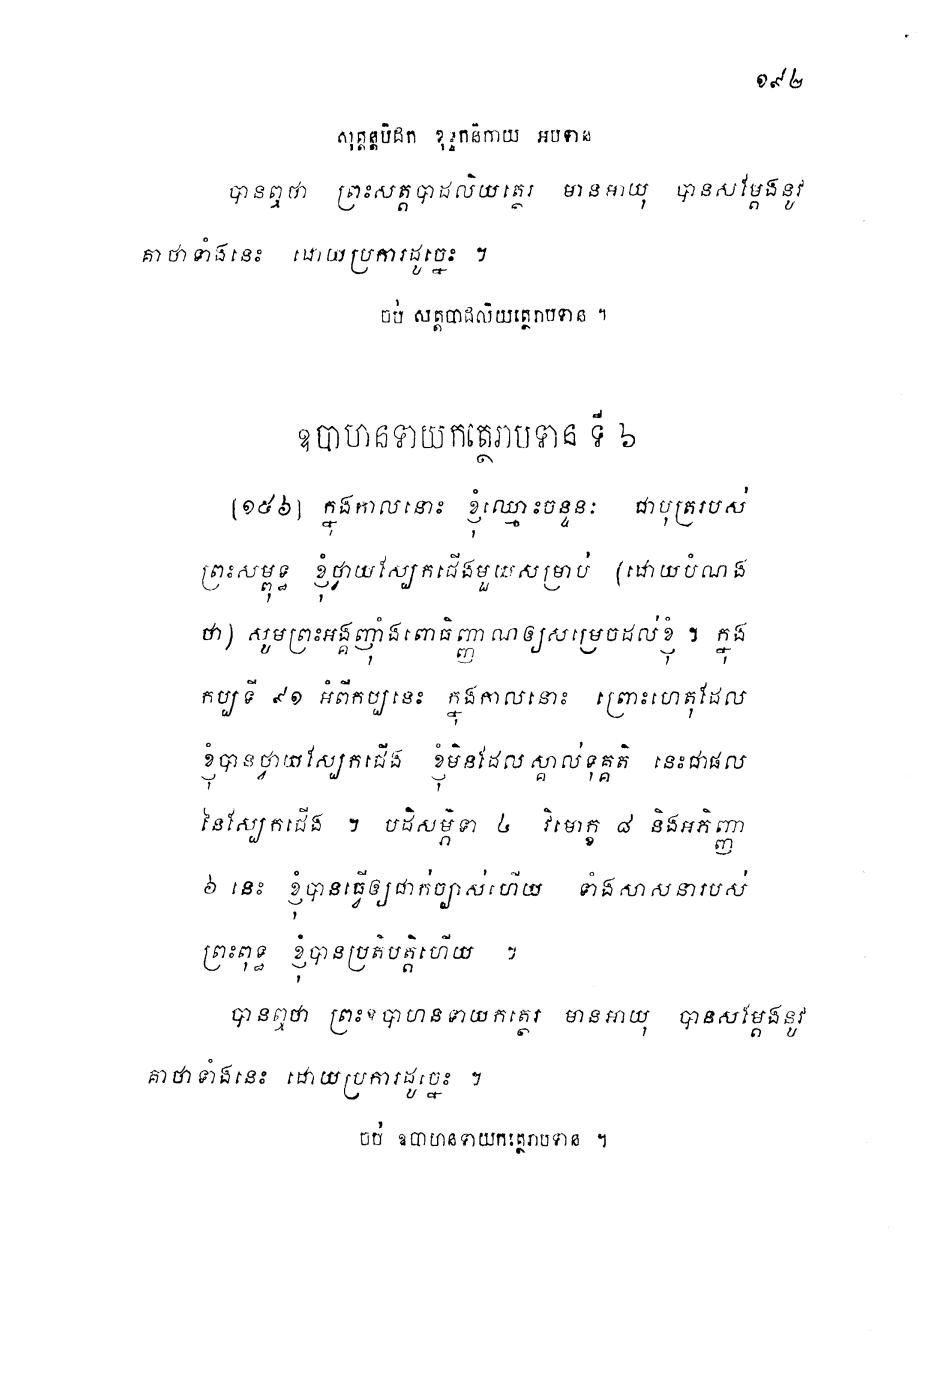 ១៩២
សុត្តន្តបិដក ខុទ្ទកនិកាយ អបទាន
បានឮថា ព្រះសត្តបាដលិយត្ថេរ មានអាយុ បានសម្ដែងនូវ
គាថាទាំងនេះ ដោយប្រការដូច្នេះ ។
ចប់ សត្តបាដលិយត្ថេរាបទាន ។
ឧបាហនទាយកត្ថេរាបទាន ទី ៦
(១៥៦) ក្នុងកាលនោះ ខ្ញុំឈ្មោះចន្ទនៈ ជាបុត្ររបស់
ព្រះសម្ពុទ្ធ ខ្ញុំថ្វាយស្បែកជើងមួយសម្រាប់ (ដោយបំណង
ថា) សូមព្រះអង្គញ៉ាំងពោធិញ្ញាណឲ្យសម្រេចដល់ខ្ញុំ ។ ក្នុង
កប្បទី ៩១ អំពីកប្បនេះ ក្នុងកាលនោះ ព្រោះហេតុដែល
ខ្ញុំបានថ្វាយស្បែកជើង ខ្ញុំមិនដែលស្គាល់ទុគ្គតិ នេះជាផល
នៃស្បែកជើង ។ បដិសម្ភិទា ៤ វិមោក្ខ ៨ និងអភិញ្ញា
៦ នេះ ខ្ញុំបានធ្វើឲ្យជាក់ច្បាស់ហើយ ទាំងសាសនារបស់
ព្រះពុទ្ធ ខ្ញុំបានប្រតិបត្តិហើយ ។
បានឮថា ព្រះឧបាហនទាយកត្ថេរ មានអាយុ បានសម្ដែងនូវ
គាថាទាំងនេះ ដោយប្រការដូច្នេះ ។
ចប់ ឧបាហនទាយកត្ថេរាបទាន ។